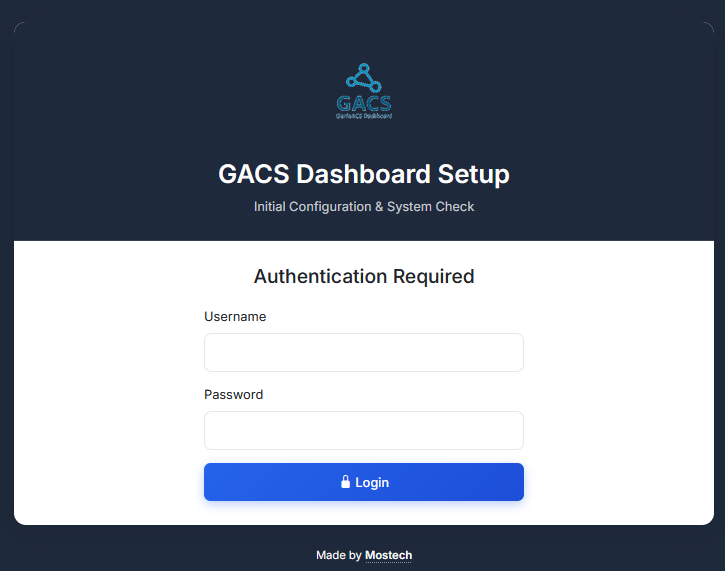 GACS
GenieACS Dashboard
GACS Dashboard Setup
Initial Configuration & System Check
Authentication Required
Username
Password
Login
Made by Mostech